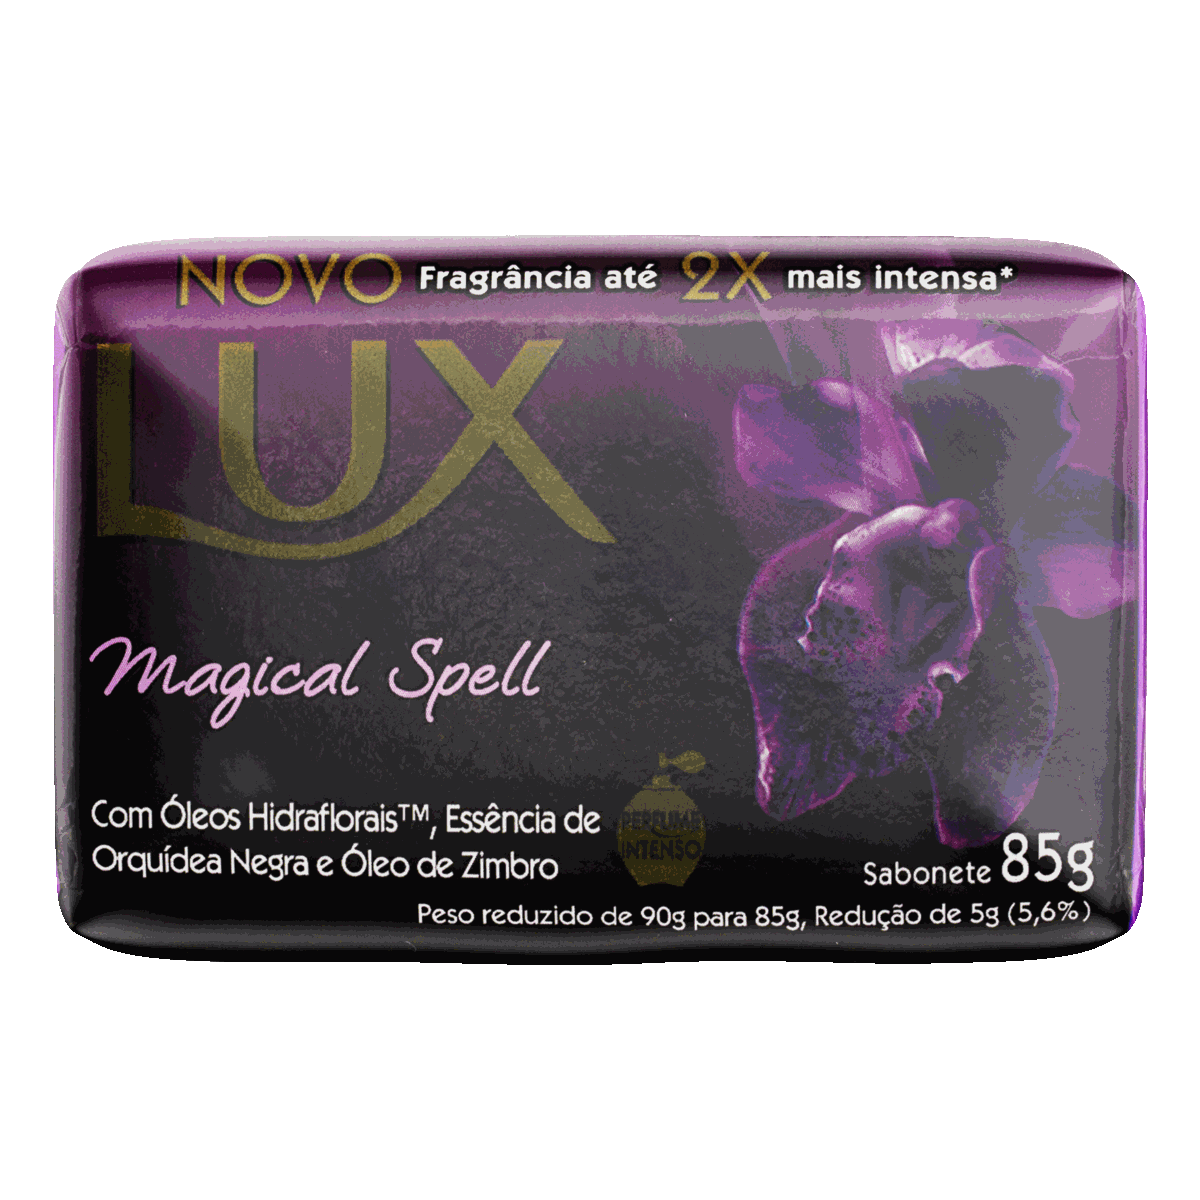 NOVO Fragrância até 2X mais intensa*
LUX
Magical Spell
Com Óleos Hidraflorais™, Essência de
Orquídea Negra e Óleo de Zimbro
PERFUME
INTENSO
Sabonete 85g
Peso reduzido de 90g para 85g, Redução de 5g (5,6%)